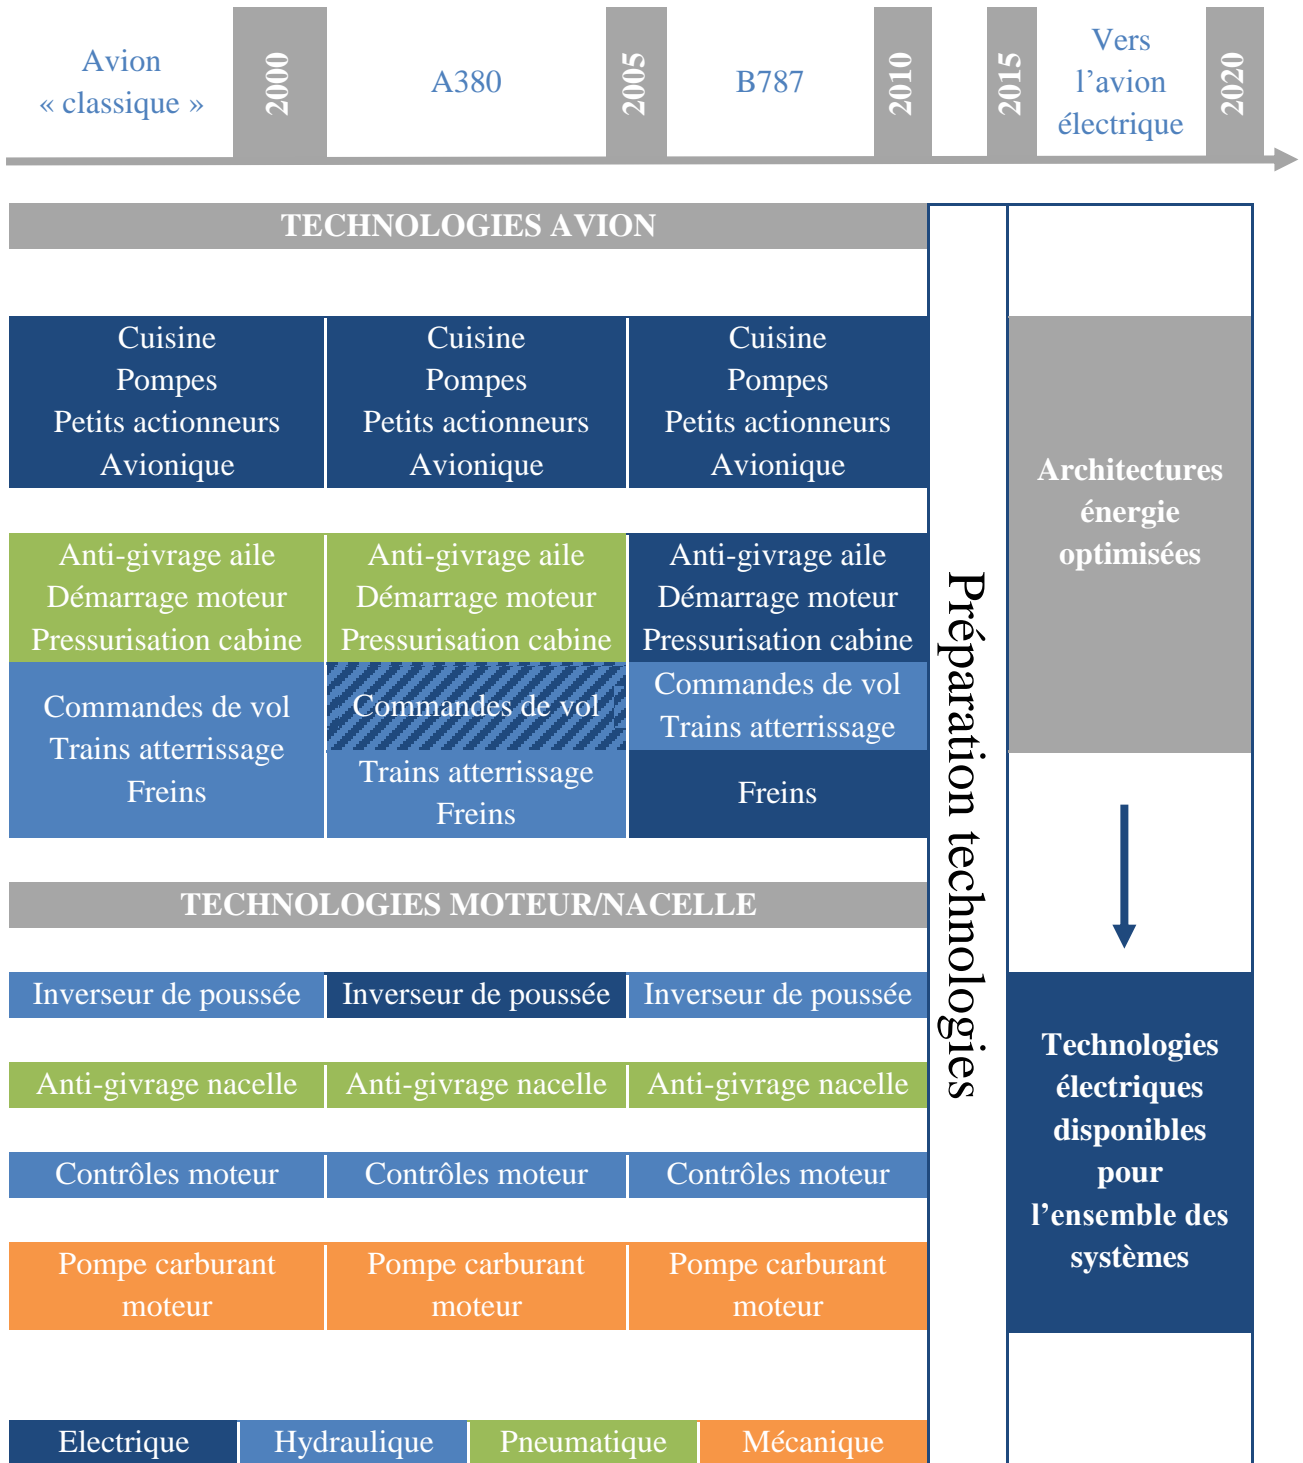 Avion
« classique »
2000
A380
2005
B787
2010
2015
Vers
l’avion
électrique
2020
TECHNOLOGIES AVION
Cuisine
Pompes
Petits actionneurs
Avionique
Cuisine
Pompes
Petits actionneurs
Avionique
Cuisine
Pompes
Petits actionneurs
Avionique
Anti-givrage aile
Démarrage moteur
Pressurisation cabine
Anti-givrage aile
Démarrage moteur
Pressurisation cabine
Anti-givrage aile
Démarrage moteur
Pressurisation cabine
Commandes de vol
Trains atterrissage
Freins
Commandes de vol
Trains atterrissage
Freins
Commandes de vol
Trains atterrissage
Freins
TECHNOLOGIES MOTEUR/NACELLE
Inverseur de poussée
Inverseur de poussée
Inverseur de poussée
Anti-givrage nacelle
Anti-givrage nacelle
Anti-givrage nacelle
Contrôles moteur
Contrôles moteur
Contrôles moteur
Pompe carburant
moteur
Pompe carburant
moteur
Pompe carburant
moteur
Préparation technologies
Architectures
énergie
optimisées
Technologies
électriques
disponibles
pour
l’ensemble des
systèmes
Electrique
Hydraulique
Pneumatique
Mécanique